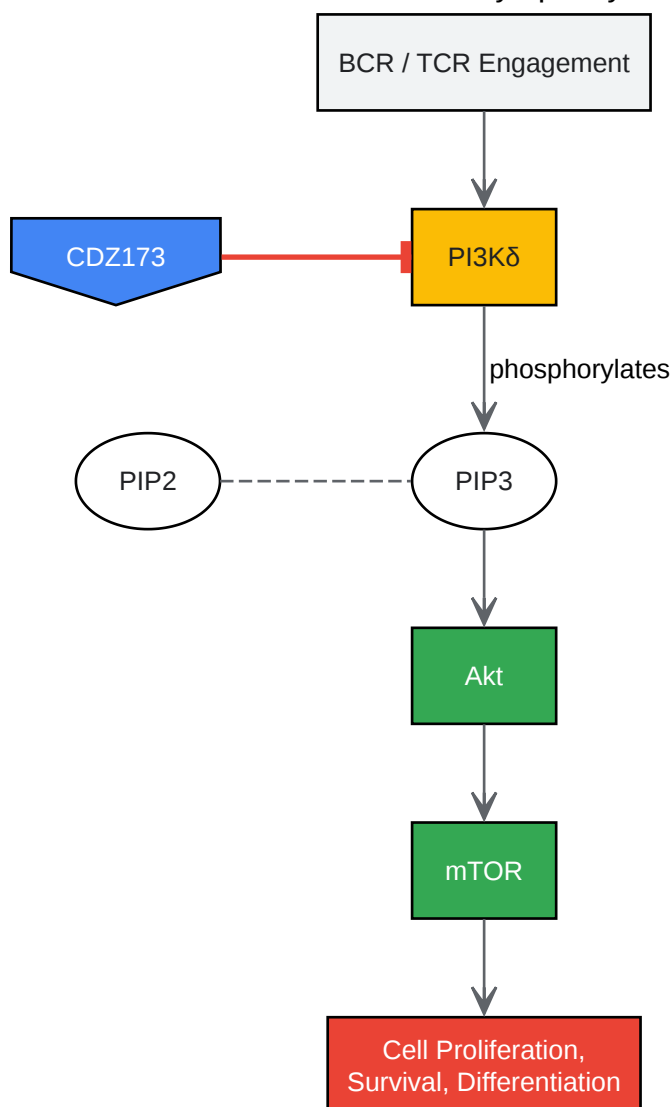 BCR / TCR Engagement
CDZ173
PI3Kδ
phosphorylates
PIP2
PIP3
Akt
mTOR
Cell Proliferation,
Survival, Differentiation